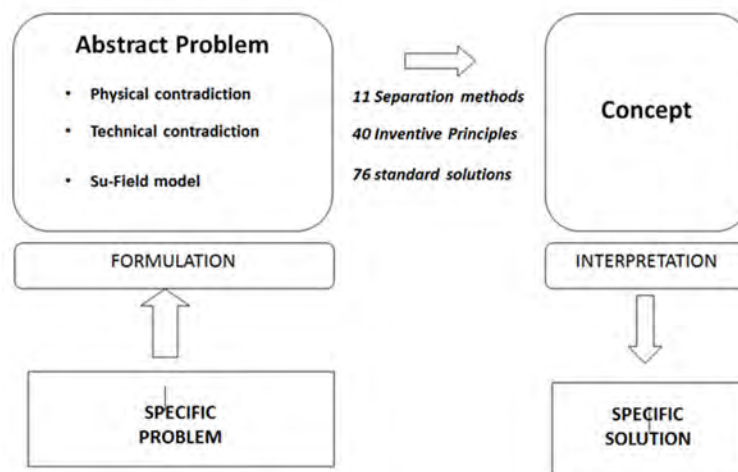 Abstract Problem
• Physical contradiction
• Technical contradiction
• Su-Field model
11 Separation methods
40 Inventive Principles
76 standard solutions
Concept
FORMULATION
INTERPRETATION
SPECIFIC
PROBLEM
SPECIFIC
SOLUTION